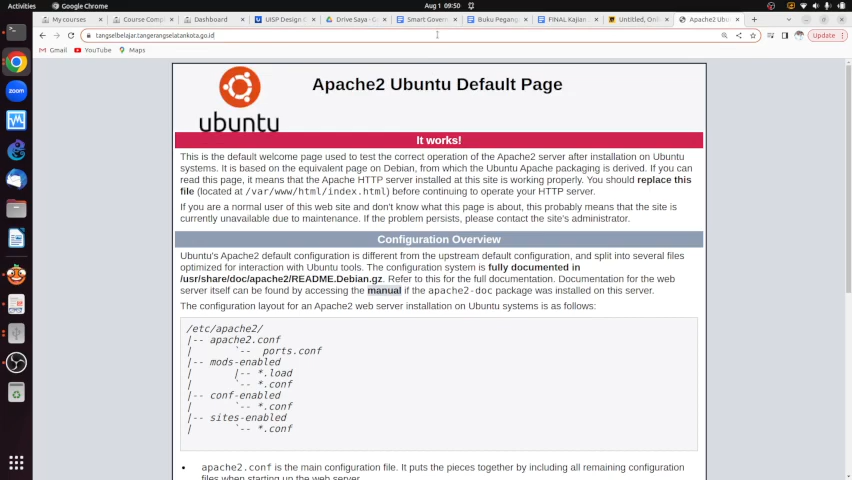 Activities
Google Chrome
Aug 1 09:50
My courses
Course Compl
Dashboard
UISP Design C
Drive Saya - G
Smart Govern
Buku Pegang
FINAL Kajian
Untitled, Onli
Apache2 Ubu
tangselbelajar.tangerangselatankota.go.id
Update
Gmail
YouTube
Maps
zoom
ubuntu
Apache2 Ubuntu Default Page
It works!
This is the default welcome page used to test the correct operation of the Apache2 server after installation on Ubuntu
systems. It is based on the equivalent page on Debian, from which the Ubuntu Apache packaging is derived. If you can
read this page, it means that the Apache HTTP server installed at this site is working properly. You should replace this
file (located at /var/www/html/index.html) before continuing to operate your HTTP server.
If you are a normal user of this web site and don't know what this page is about, this probably means that the site is
currently unavailable due to maintenance. If the problem persists, please contact the site's administrator.
Configuration Overview
Ubuntu's Apache2 default configuration is different from the upstream default configuration, and split into several files
optimized for interaction with Ubuntu tools. The configuration system is fully documented in
/usr/share/doc/apache2/README.Debian.gz. Refer to this for the full documentation. Documentation for the web
server itself can be found by accessing the manual if the apache2-doc package was installed on this server.
The configuration layout for an Apache2 web server installation on Ubuntu systems is as follows:
/etc/apache2/
|-- apache2.conf
|       `--  ports.conf
|-- mods-enabled
|       |-- *.load
|       `-- *.conf
|-- conf-enabled
|       `-- *.conf
|-- sites-enabled
|       `-- *.conf
• apache2.conf is the main configuration file. It puts the pieces together by including all remaining configuration
files when starting up the web server.